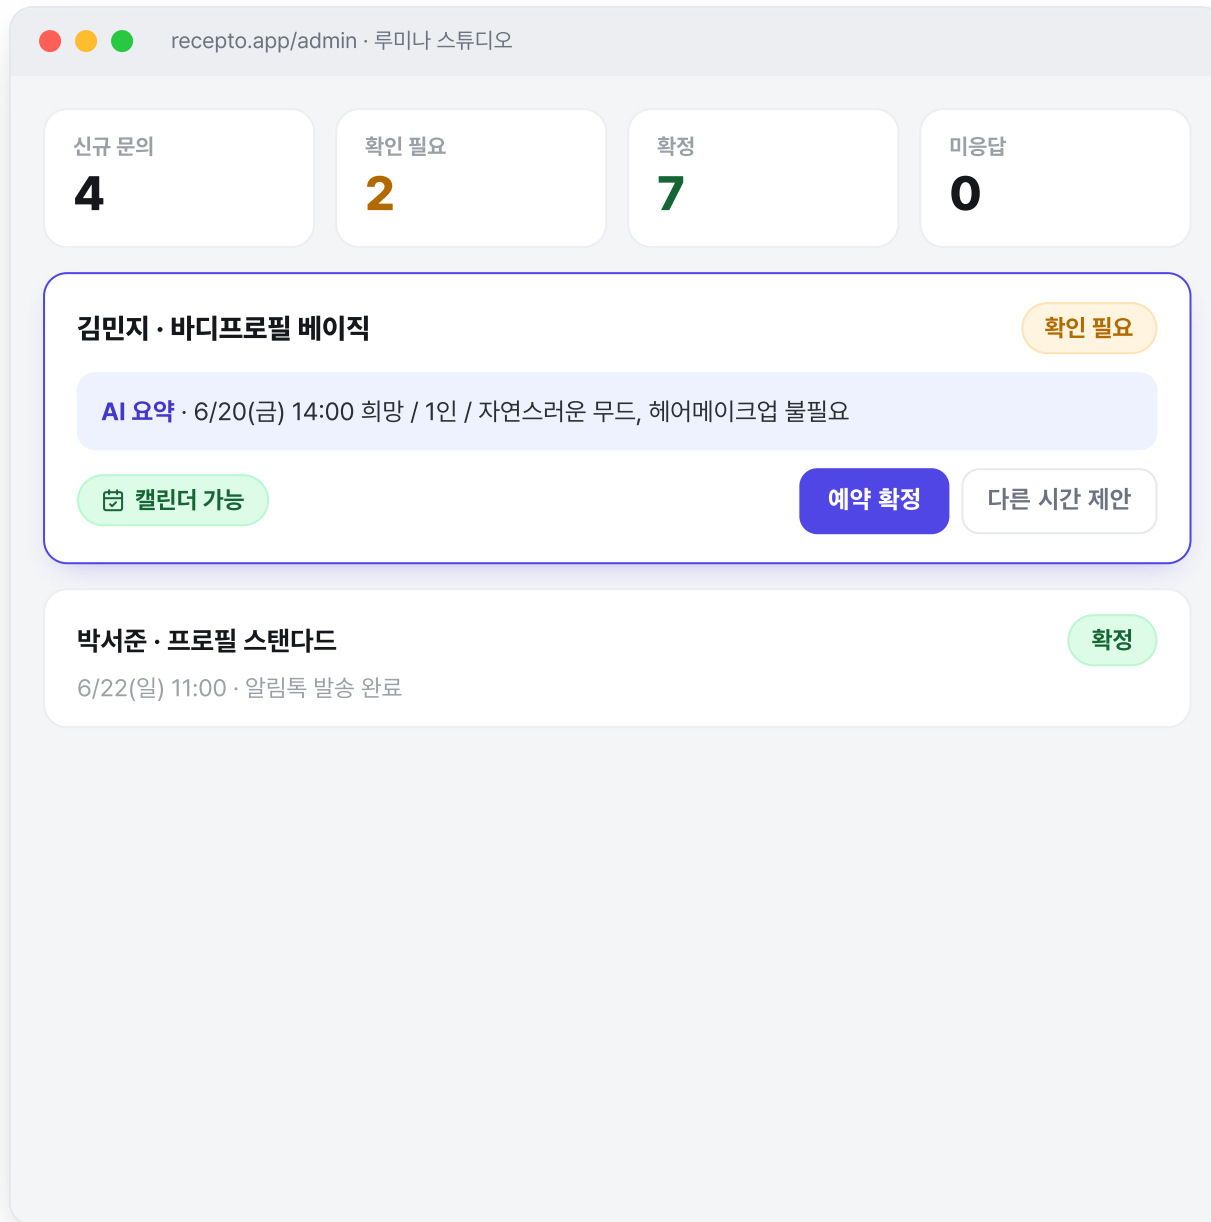 recepto.app/admin · 루미나 스튜디오
신규 문의
4
확인 필요
2
확정
7
미응답
0
김민지 · 바디프로필 베이직
확인 필요
AI 요약 · 6/20(금) 14:00 희망 / 1인 / 자연스러운 무드, 헤어메이크업 불필요
캘린더 가능
예약 확정
다른 시간 제안
박서준 · 프로필 스탠다드
확정
6/22(일) 11:00 · 알림톡 발송 완료